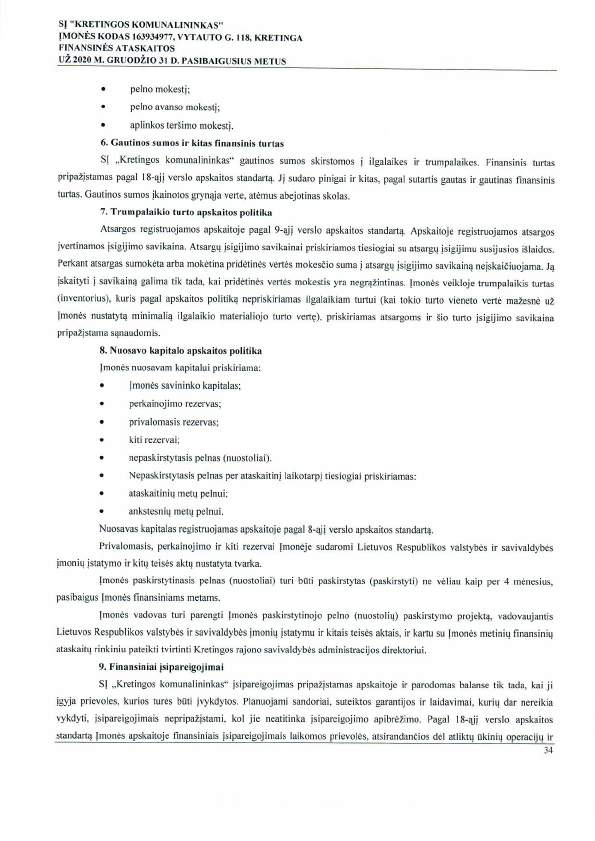 SĮ "KRETINGOS KOMUNALININKAS"
ĮMONĖS KODAS 163934977, VYTAUTO G. 118, KRETINGA
FINANSINĖS ATASKAITOS
UŽ 2020 M. GRUODŽIO 31 D. PASIBAIGUSIUS METUS
• pelno mokestį;
• pelno avanso mokestį;
• aplinkos teršimo mokestį.
6. Gautinos sumos ir kitas finansinis turtas
SĮ „Kretingos komunalininkas“ gautinos sumos skirstomos į ilgalaikes ir trumpalaikes. Finansinis turtas
pripažįstamas pagal 18-ąjį verslo apskaitos standartą. Jį sudaro pinigai ir kitas, pagal sutartis gautas ir gautinas finansinis
turtas. Gautinos sumos įkainotos grynąja verte, atėmus abejotinas skolas.
7. Trumpalaikio turto apskaitos politika
Atsargos registruojamos apskaitoje pagal 9-ąjį verslo apskaitos standartą. Apskaitoje registruojamos atsargos
įvertinamos įsigijimo savikaina. Atsargų įsigijimo savikainai priskiriamos tiesiogiai su atsargų įsigijimu susijusios išlaidos.
Perkant atsargas sumokėta arba mokėtina pridėtinės vertės mokesčio suma į atsargų įsigijimo savikainą neįskaičiuojama. Ją
įskaityti į savikainą galima tik tada, kai pridėtinės vertės mokestis yra negrąžintinas. Įmonės veikloje trumpalaikis turtas
(inventorius), kuris pagal apskaitos politiką nepriskiriamas ilgalaikiam turtui (kai tokio turto vieneto vertė mažesnė už
Įmonės nustatytą minimalią ilgalaikio materialiojo turto vertę), priskiriamas atsargoms ir šio turto įsigijimo savikaina
pripažįstama sąnaudomis.
8. Nuosavo kapitalo apskaitos politika
Įmonės nuosavam kapitalui priskiriama:
• Įmonės savininko kapitalas;
• perkainojimo rezervas;
• privalomasis rezervas;
• kiti rezervai;
• nepaskirstytasis pelnas (nuostoliai).
• Nepaskirstytasis pelnas per ataskaitinį laikotarpį tiesiogiai priskiriamas:
• ataskaitinių metų pelnui;
• ankstesnių metų pelnui.
Nuosavas kapitalas registruojamas apskaitoje pagal 8-ąjį verslo apskaitos standartą.
Privalomasis, perkainojimo ir kiti rezervai Įmonėje sudaromi Lietuvos Respublikos valstybės ir savivaldybės
įmonių įstatymo ir kitų teisės aktų nustatyta tvarka.
Įmonės paskirstytinasis pelnas (nuostoliai) turi būti paskirstytas (paskirstyti) ne vėliau kaip per 4 mėnesius,
pasibaigus Įmonės finansiniams metams.
Įmonės vadovas turi parengti Įmonės paskirstytinojo pelno (nuostolių) paskirstymo projektą, vadovaujantis
Lietuvos Respublikos valstybės ir savivaldybės įmonių įstatymu ir kitais teisės aktais, ir kartu su Įmonės metinių finansinių
ataskaitų rinkiniu pateikti tvirtinti Kretingos rajono savivaldybės administracijos direktoriui.
9. Finansiniai įsipareigojimai
SĮ „Kretingos komunalininkas“ įsipareigojimas pripažįstamas apskaitoje ir parodomas balanse tik tada, kai ji
įgyja prievoles, kurios turės būti įvykdytos. Planuojami sandoriai, suteiktos garantijos ir laidavimai, kurių dar nereikia
vykdyti, įsipareigojimais nepripažįstami, kol jie neatitinka įsipareigojimo apibrėžimo. Pagal 18-ąjį verslo apskaitos
standartą Įmonės apskaitoje finansiniais įsipareigojimais laikomos prievolės, atsirandančios dėl atliktų ūkinių operacijų ir
34